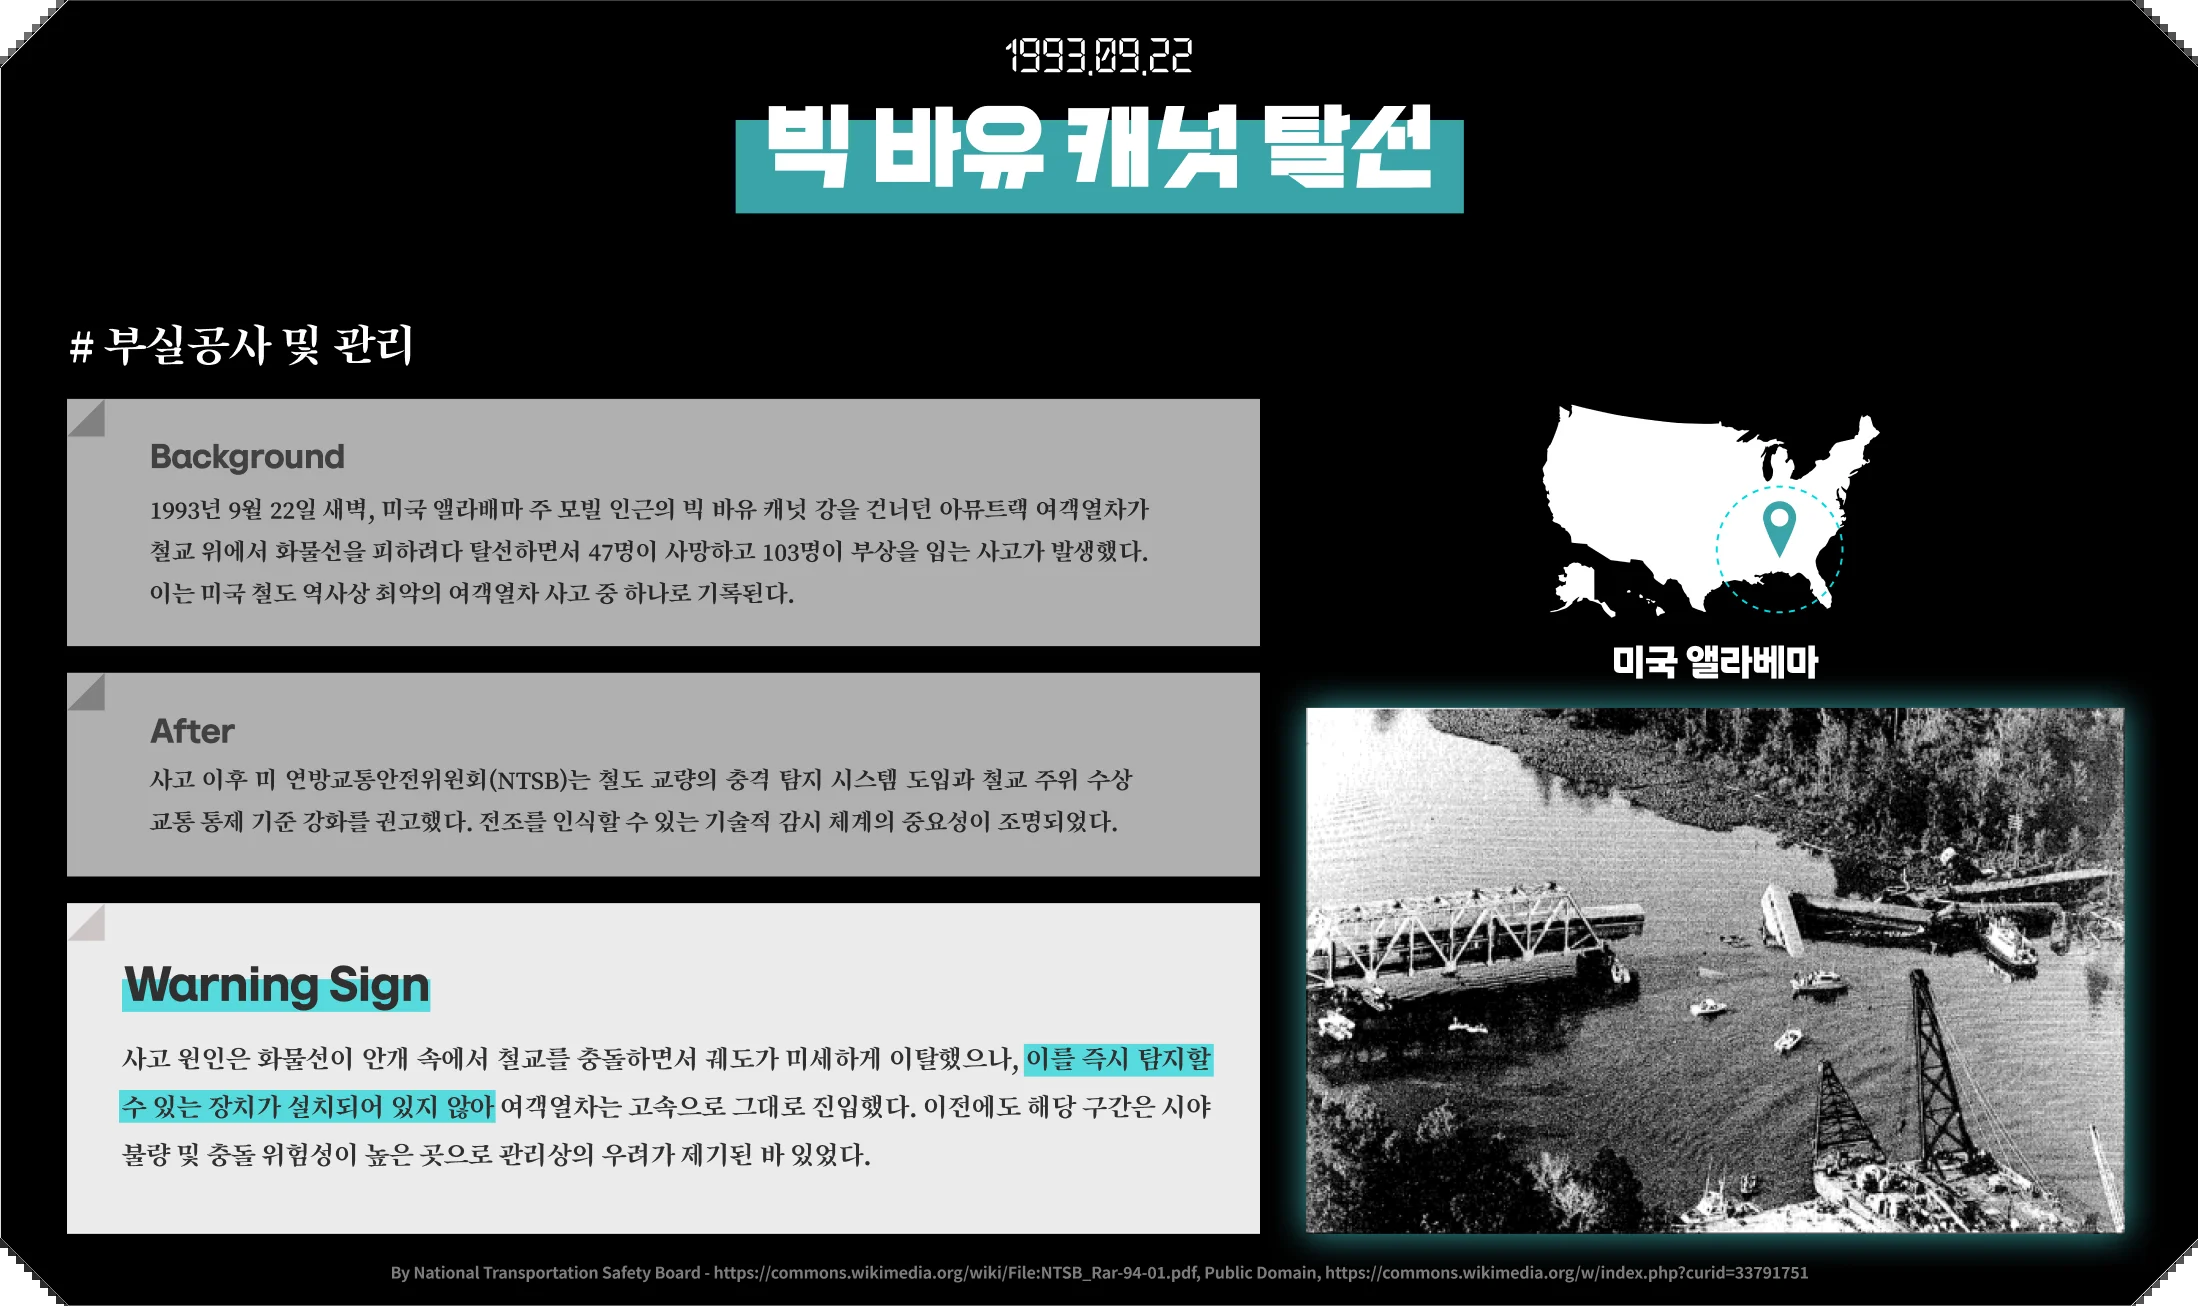 1993.09.22
빅 바유 캐넛 탈선
# 부실공사 및 관리
Background
1993년 9월 22일 새벽, 미국 앨라배마 주 모빌 인근의 빅 바유 캐넛 강을 건너던 아뮤트랙 여객열차가
철교 위에서 화물선을 피하려다 탈선하면서 47명이 사망하고 103명이 부상을 입는 사고가 발생했다.
이는 미국 철도 역사상 최악의 여객열차 사고 중 하나로 기록된다.
After
사고 이후 미 연방교통안전위원회(NTSB)는 철도 교량의 충격 탐지 시스템 도입과 철교 주위 수상
교통 통제 기준 강화를 권고했다. 전조를 인식할 수 있는 기술적 감시 체계의 중요성이 조명되었다.
Warning Sign
사고 원인은 화물선이 안개 속에서 철교를 충돌하면서 궤도가 미세하게 이탈했으나, 이를 즉시 탐지할
수 있는 장치가 설치되어 있지 않아 여객열차는 고속으로 그대로 진입했다. 이전에도 해당 구간은 시야
불량 및 충돌 위험성이 높은 곳으로 관리상의 우려가 제기된 바 있었다.
미국 앨라베마
By National Transportation Safety Board - https://commons.wikimedia.org/wiki/File:NTSB_Rar-94-01.pdf, Public Domain, https://commons.wikimedia.org/w/index.php?curid=33791751